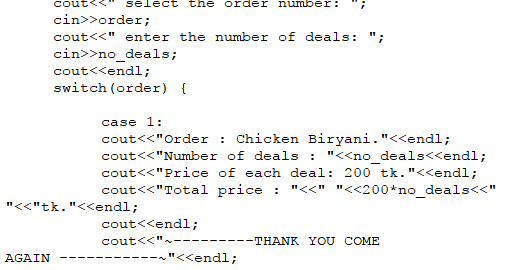 cout<<" select the order number: ";
cin>>order;
cout<<" enter the number of deals: ";
cin>>no_deals;
cout<<endl;
switch(order) {
case 1:
cout<<"Order : Chicken Biryani."<<endl;
cout<<"Number of deals : "<<no_deals<<endl;
cout<<"Price of each deal: 200 tk."<<endl;
cout<<"Total price : "<<" "<<200*no_deals<<"
"<<"tk."<<endl;
cout<<endl;
cout<<"~---------THANK YOU COME
AGAIN -----------~"<<endl;